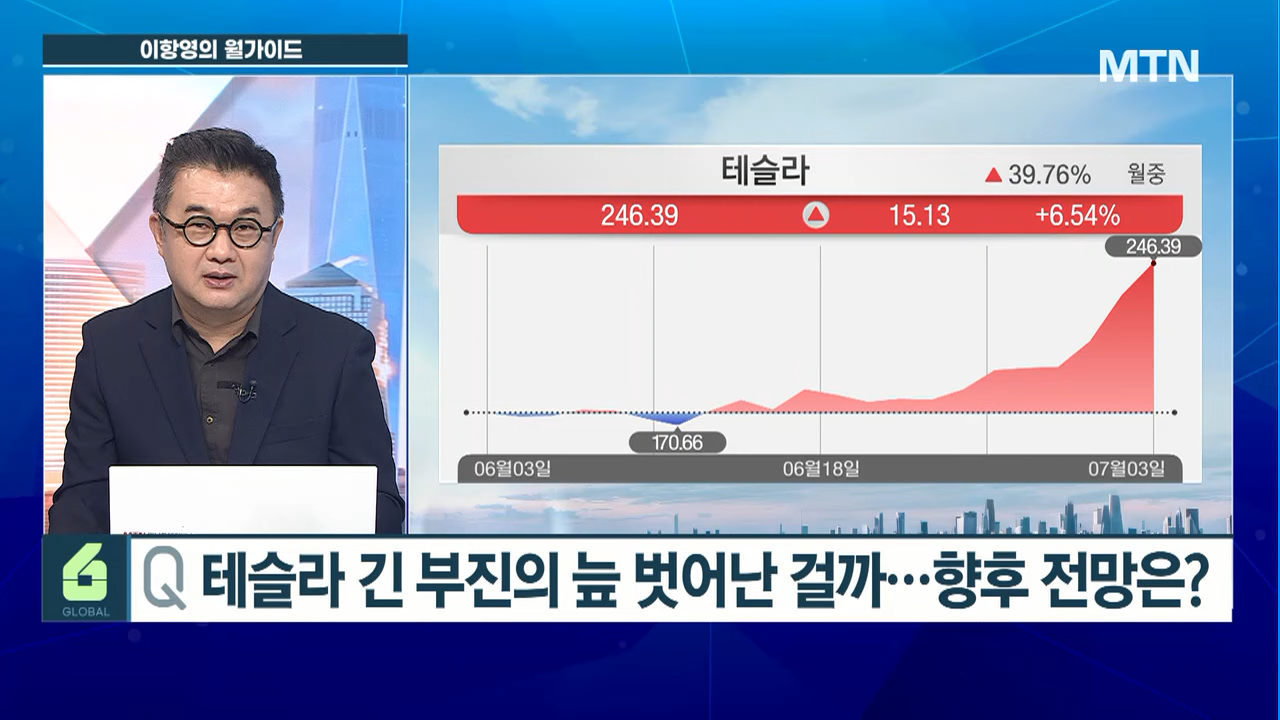 이항영의 월가이드
MTN
테슬라 ▲ 39.76% 월중
246.39 ▲ 15.13 +6.54%
246.39
170.66
06월03일 06월18일 07월03일
G
GLOBAL
Q 테슬라 긴 부진의 늪 벗어난 걸까…향후 전망은?